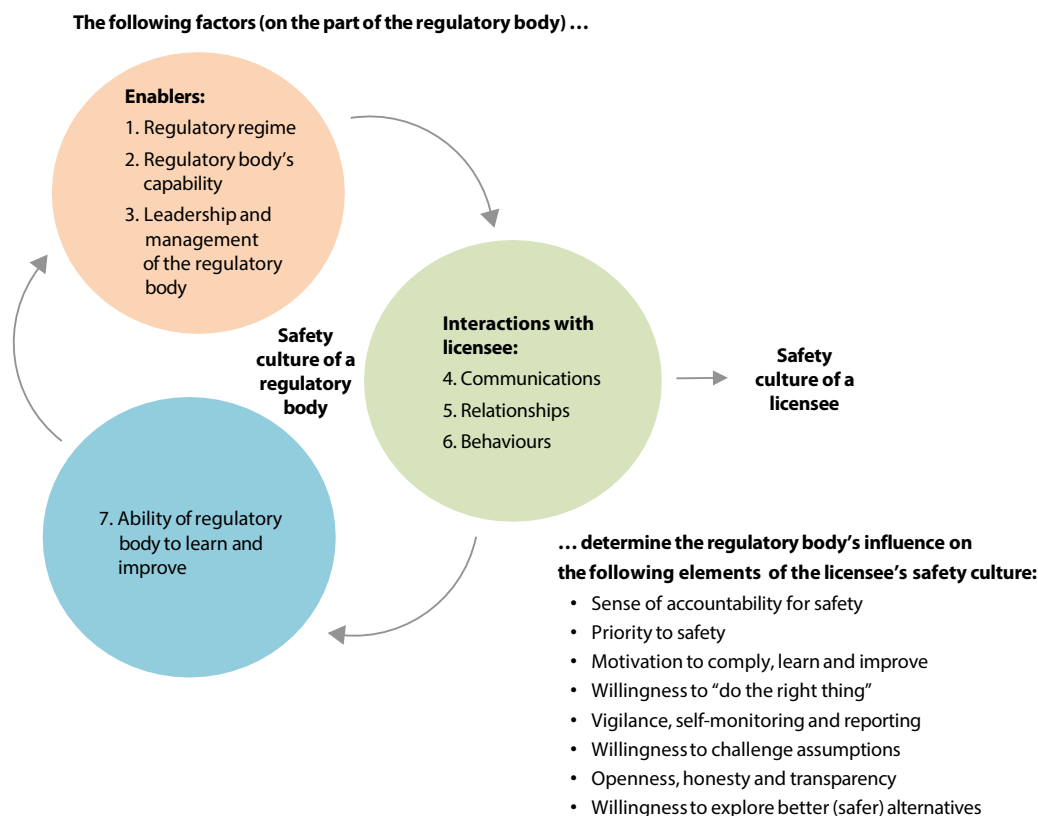 The following factors (on the part of the regulatory body) …
Enablers:
1. Regulatory regime
2. Regulatory body's
capability
3. Leadership and
management
of the regulatory
body
Safety
culture of a
regulatory
body
Interactions with
licensee:
4. Communications
5. Relationships
6. Behaviours
Safety
culture of a
licensee
7. Ability of regulatory
body to learn and
improve
… determine the regulatory body's influence on
the following elements of the licensee's safety culture:
• Sense of accountability for safety
• Priority to safety
• Motivation to comply, learn and improve
• Willingness to “do the right thing”
• Vigilance, self-monitoring and reporting
• Willingness to challenge assumptions
• Openness, honesty and transparency
• Willingness to explore better (safer) alternatives